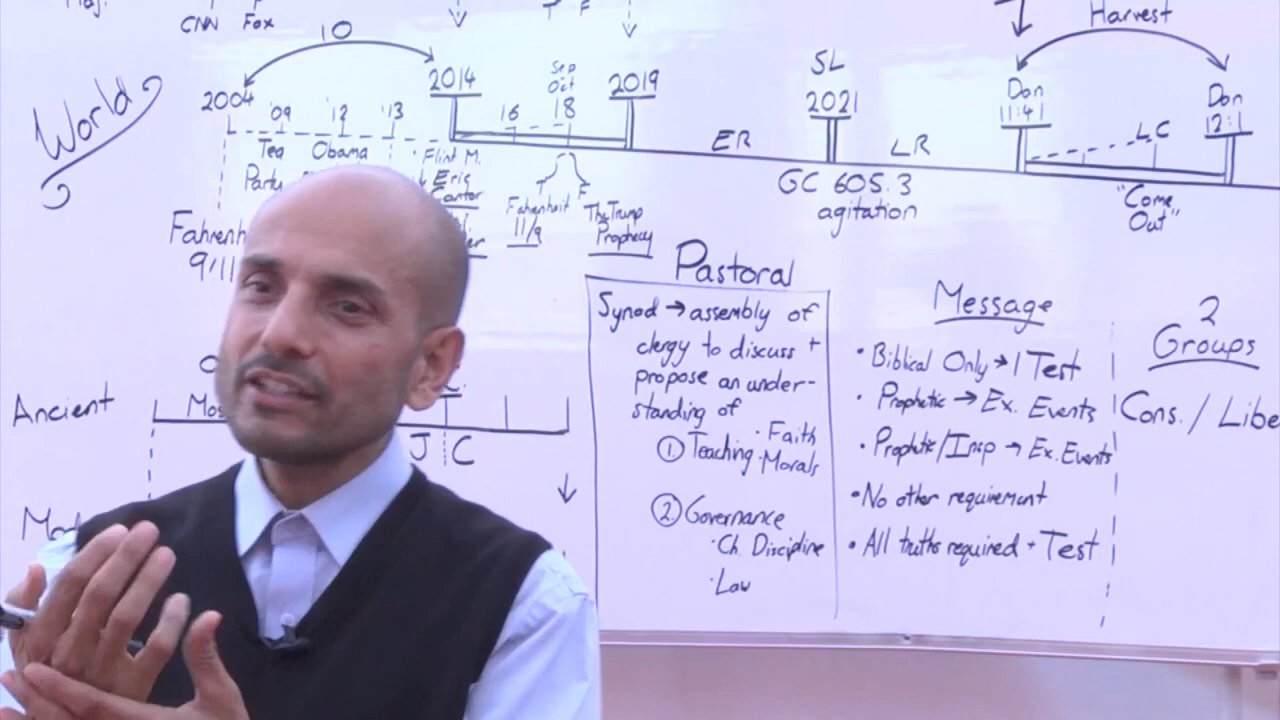 CNN Fox
T F
10
Harvest
World
2004 '09 '12 '13 2014 16 Sep Oct 18 2019
SL
2021
Dan
11:41
Dan
12:1
ER
LR
LC
Tea Party
Obama
· Flint M.
Eric
Cantor
T F
Fahrenheit
11/9
The Trump
Prophecy
GC 605.3
agitation
"Come
Out"
9/11
Pastoral
Synod → assembly of
clergy to discuss +
propose an under-
standing of
① Teaching · Faith
· Morals
② Governance
· Ch. Discipline
· Law
Message
· Biblical Only → 1 Test
· Prophetic → Ex. Events
· Prophetic/Insp → Ex. Events
· No other requirement
· All truths required + Test
2
Groups
Cons. /
Ancient
J C